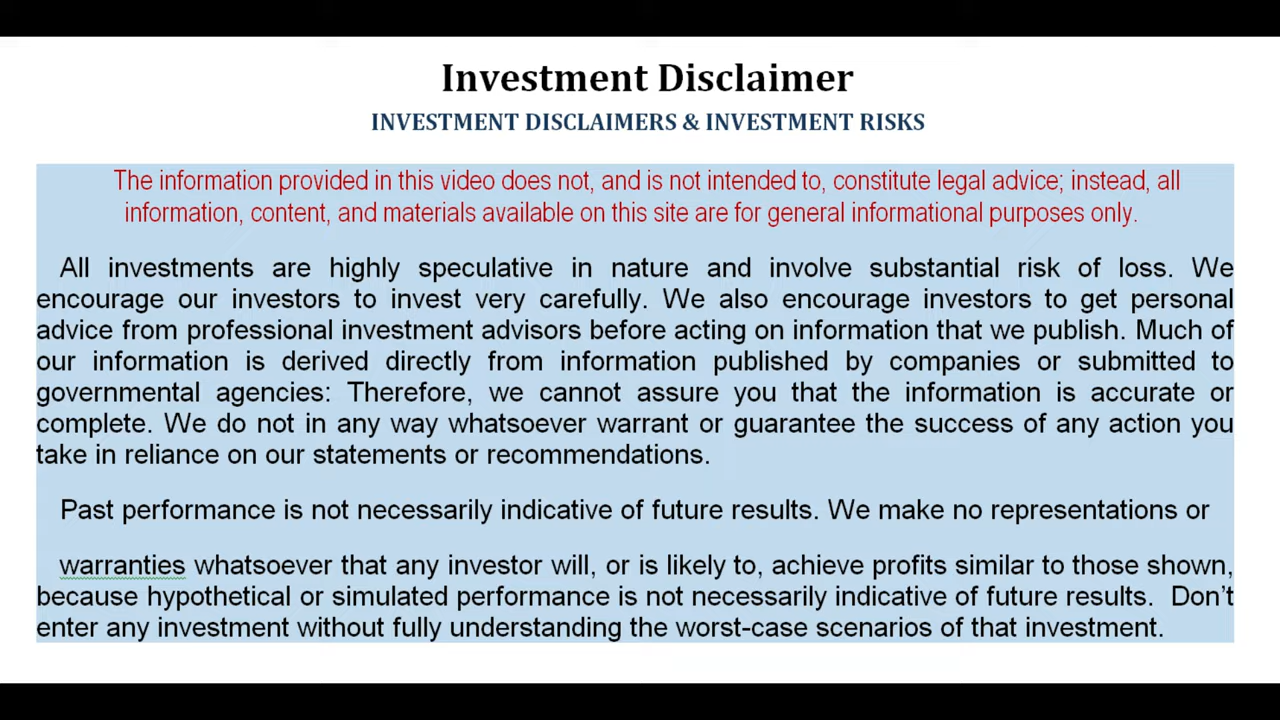 Investment Disclaimer
INVESTMENT DISCLAIMERS & INVESTMENT RISKS
The information provided in this video does not, and is not intended to, constitute legal advice; instead, all
information, content, and materials available on this site are for general informational purposes only.
All investments are highly speculative in nature and involve substantial risk of loss. We
encourage our investors to invest very carefully. We also encourage investors to get personal
advice from professional investment advisors before acting on information that we publish. Much of
our information is derived directly from information published by companies or submitted to
governmental agencies: Therefore, we cannot assure you that the information is accurate or
complete. We do not in any way whatsoever warrant or guarantee the success of any action you
take in reliance on our statements or recommendations.
Past performance is not necessarily indicative of future results. We make no representations or
warranties whatsoever that any investor will, or is likely to, achieve profits similar to those shown,
because hypothetical or simulated performance is not necessarily indicative of future results.  Don’t
enter any investment without fully understanding the worst-case scenarios of that investment.